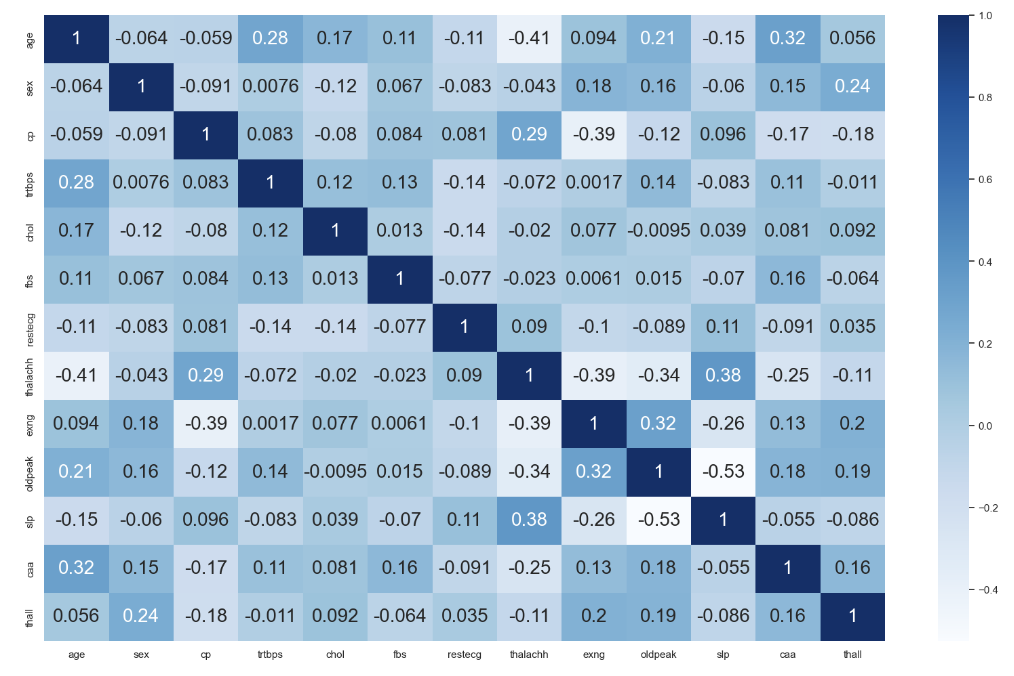 age 1 -0.064 -0.059 0.28 0.17 0.11 -0.11 -0.41 0.094 0.21 -0.15 0.32 0.056
sex -0.064 1 -0.091 0.0076 -0.12 0.067 -0.083 -0.043 0.18 0.16 -0.06 0.15 0.24
cp -0.059 -0.091 1 0.083 -0.08 0.084 0.081 0.29 -0.39 -0.12 0.096 -0.17 -0.18
trtbps 0.28 0.0076 0.083 1 0.12 0.13 -0.14 -0.072 0.0017 0.14 -0.083 0.11 -0.011
chol 0.17 -0.12 -0.08 0.12 1 0.013 -0.14 -0.02 0.077 -0.0095 0.039 0.081 0.092
fbs 0.11 0.067 0.084 0.13 0.013 1 -0.077 -0.023 0.0061 0.015 -0.07 0.16 -0.064
restecg -0.11 -0.083 0.081 -0.14 -0.14 -0.077 1 0.09 -0.1 -0.089 0.11 -0.091 0.035
thalachh -0.41 -0.043 0.29 -0.072 -0.02 -0.023 0.09 1 -0.39 -0.34 0.38 -0.25 -0.11
exng 0.094 0.18 -0.39 0.0017 0.077 0.0061 -0.1 -0.39 1 0.32 -0.26 0.13 0.2
oldpeak 0.21 0.16 -0.12 0.14 -0.0095 0.015 -0.089 -0.34 0.32 1 -0.53 0.18 0.19
slp -0.15 -0.06 0.096 -0.083 0.039 -0.07 0.11 0.38 -0.26 -0.53 1 -0.055 -0.086
caa 0.32 0.15 -0.17 0.11 0.081 0.16 -0.091 -0.25 0.13 0.18 -0.055 1 0.16
thall 0.056 0.24 -0.18 -0.011 0.092 -0.064 0.035 -0.11 0.2 0.19 -0.086 0.16 1
age sex cp trtbps chol fbs restecg thalachh exng oldpeak slp caa thall
1.0
0.8
0.6
0.4
0.2
0.0
−0.2
−0.4